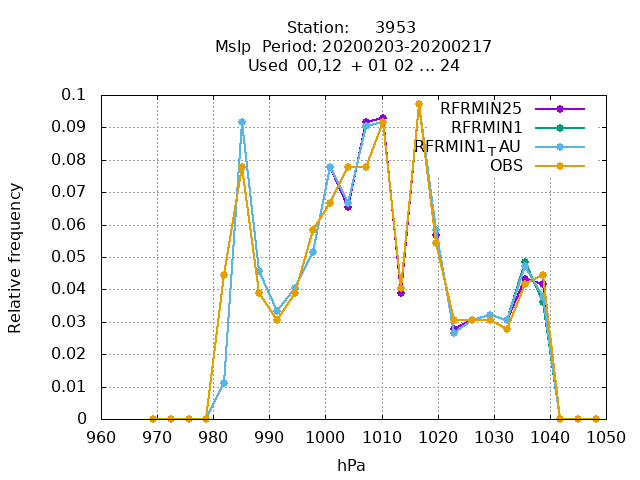 Station: 3953
Mslp Period: 20200203-20200217
Used 00,12 + 01 02 ... 24
Relative frequency
0.1
0.09
0.08
0.07
0.06
0.05
0.04
0.03
0.02
0.01
0
RFRMIN25
RFRMIN1
RFRMIN1TAU
OBS
960 970 980 990 1000 1010 1020 1030 1040 1050
hPa